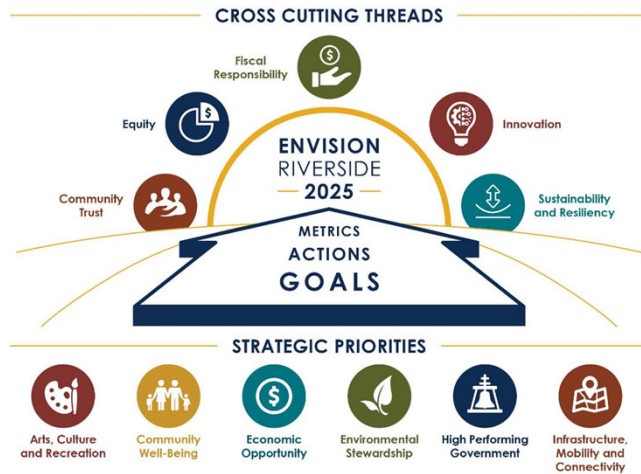 CROSS CUTTING THREADS
Fiscal
Responsibility
$
Equity
$
Innovation
ENVISION
RIVERSIDE
2025
Community
Trust
Sustainability
and Resiliency
METRICS
ACTIONS
GOALS
STRATEGIC PRIORITIES
$
Arts, Culture
and Recreation
Community
Well-Being
Economic
Opportunity
Environmental
Stewardship
High Performing
Government
Infrastructure,
Mobility and
Connectivity